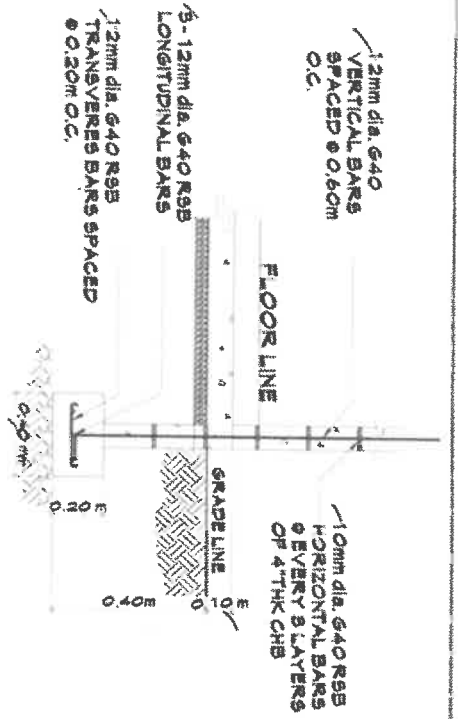 12mm dia. G40
VERTICAL BARS
SPACED @ 0.60m
O.C.
3-12mm dia. G40 RSB
LONGITUDINAL BARS
12mm dia. G40 RSB
TRANSVERES BARS SPACED
@ 0.20m O.C.
FLOOR LINE
10mm dia. G40 RSB
HORIZONTAL BARS
@ EVERY 3 LAYERS
OF 4"THK CHB
GRADE LINE
0.10 m
0.40m
0.20 m